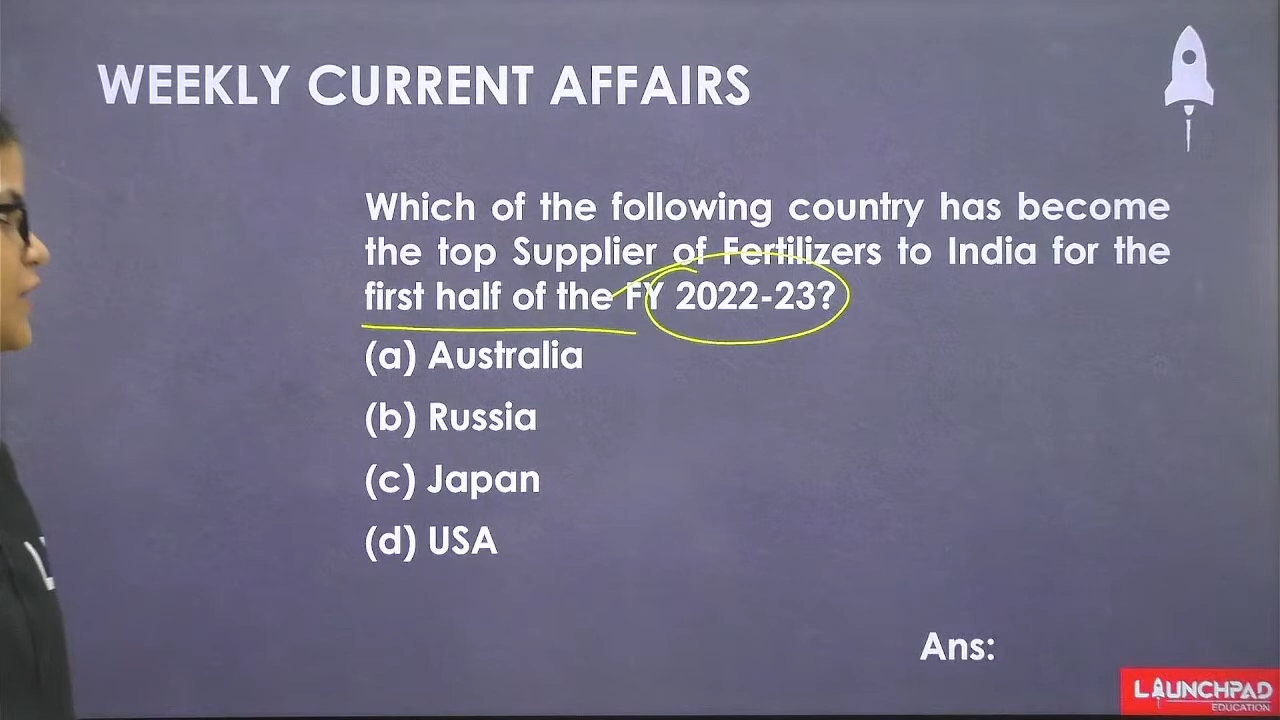 WEEKLY CURRENT AFFAIRS
Which of the following country has become
the top Supplier of Fertilizers to India for the
first half of the FY 2022-23?
(a) Australia
(b) Russia
(c) Japan
(d) USA
Ans:
LAUNCHPAD
EDUCATION